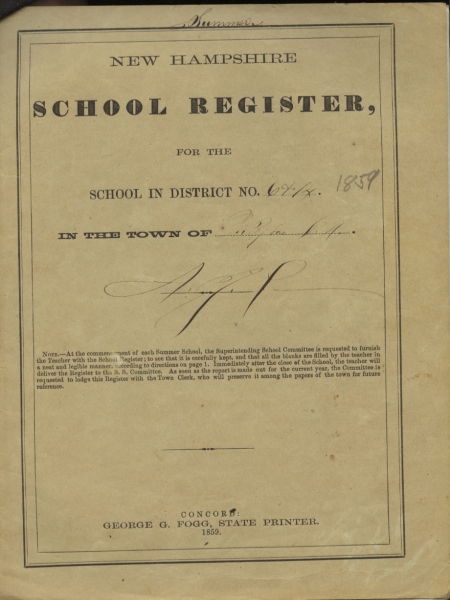 Summer
NEW HAMPSHIRE
SCHOOL REGISTER,
FOR THE
SCHOOL IN DISTRICT NO.
1859
IN THE TOWN OF
NOTE.—At the commencement of each Summer School, the Superintending School Committee is requested to furnish
the Teacher with the School Register; to see that it is carefully kept, and that all the blanks are filled by the teacher in
a neat and legible manner, according to directions on page 1. Immediately after the close of the School, the teacher will
deliver the Register to the S. S. Committee. As soon as the report is made out for the current year, the Committee is
requested to lodge this Register with the Town Clerk, who will preserve it among the papers of the town for future
reference.
CONCORD:
GEORGE G. FOGG, STATE PRINTER.
1859.